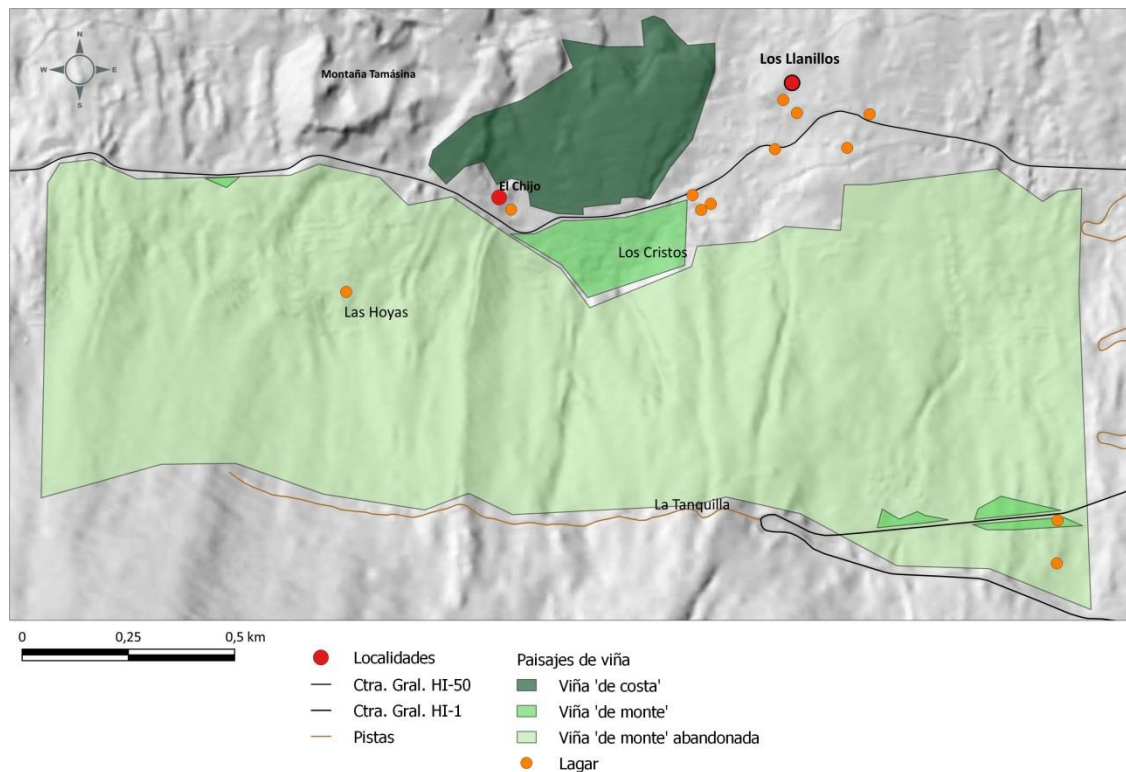 N
W E
S
Montaña Tamásina
Los Llanillos
El Chijo
Los Cristos
Las Hoyas
La Tanquilla
0 0,25 0,5 km
Localidades
Ctra. Gral. HI-50
Ctra. Gral. HI-1
Pistas
Paisajes de viña
Viña 'de costa'
Viña 'de monte'
Viña 'de monte' abandonada
Lagar